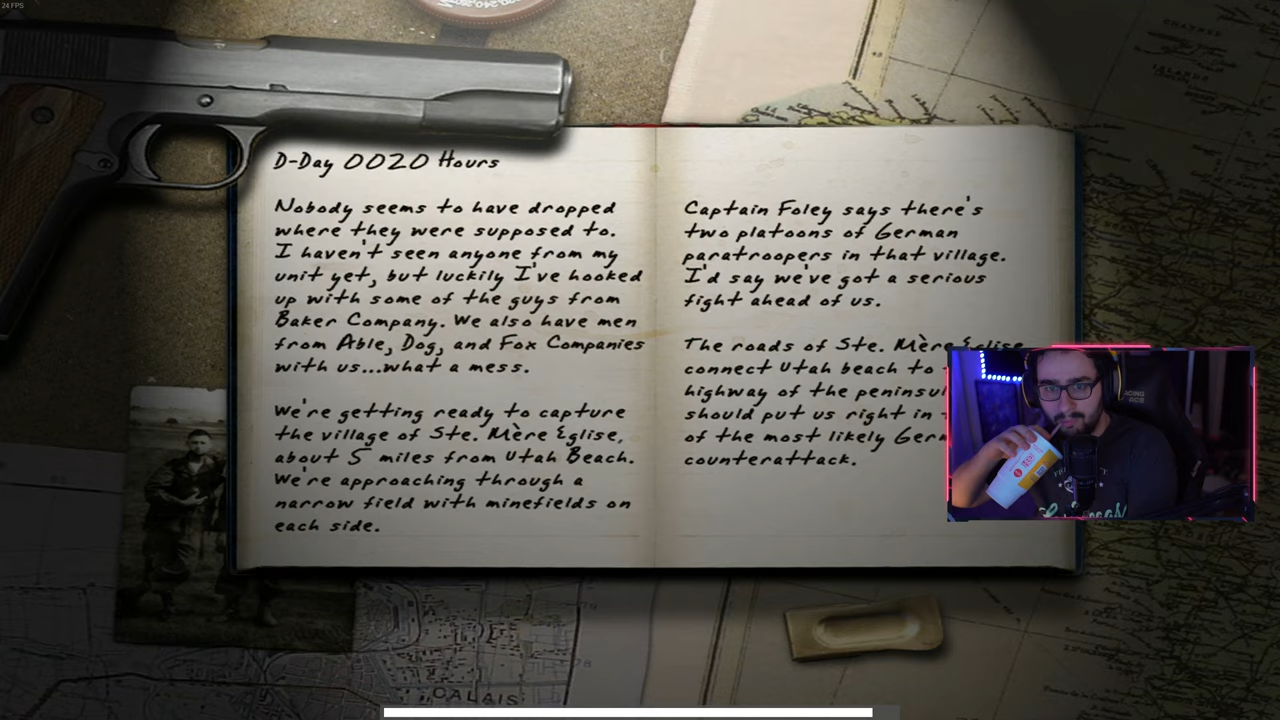 24 FPS
D-Day 0020 Hours
Nobody seems to have dropped
where they were supposed to.
I haven't seen anyone from my
unit yet, but luckily I've hooked
up with some of the guys from
Baker Company. We also have men
from Able, Dog, and Fox Companies
with us...what a mess.
We're getting ready to capture
the village of Ste. Mère Église,
about 5 miles from Utah Beach.
We're approaching through a
narrow field with minefields on
each side.
Captain Foley says there's
two platoons of German
paratroopers in that village.
I'd say we've got a serious
fight ahead of us.
The roads of Ste. Mère Église
connect Utah beach to
highway of the
should put us right in
of the most likely
counterattack.
CALAIS